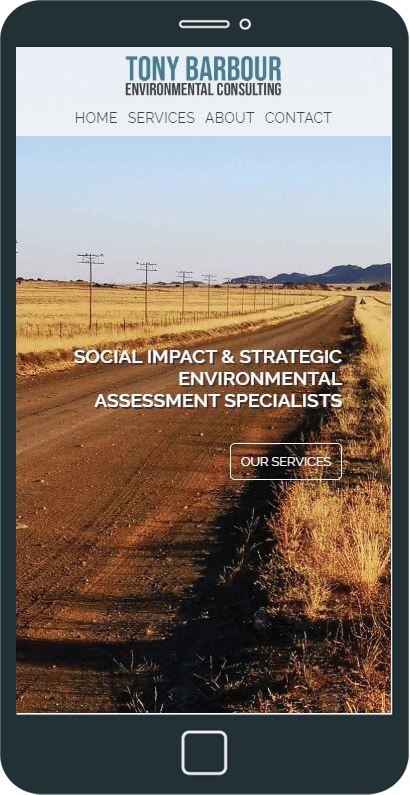 TONY BARBOUR
ENVIRONMENTAL CONSULTING
HOME SERVICES ABOUT CONTACT
SOCIAL IMPACT & STRATEGIC
ENVIRONMENTAL
ASSESSMENT SPECIALISTS
OUR SERVICES